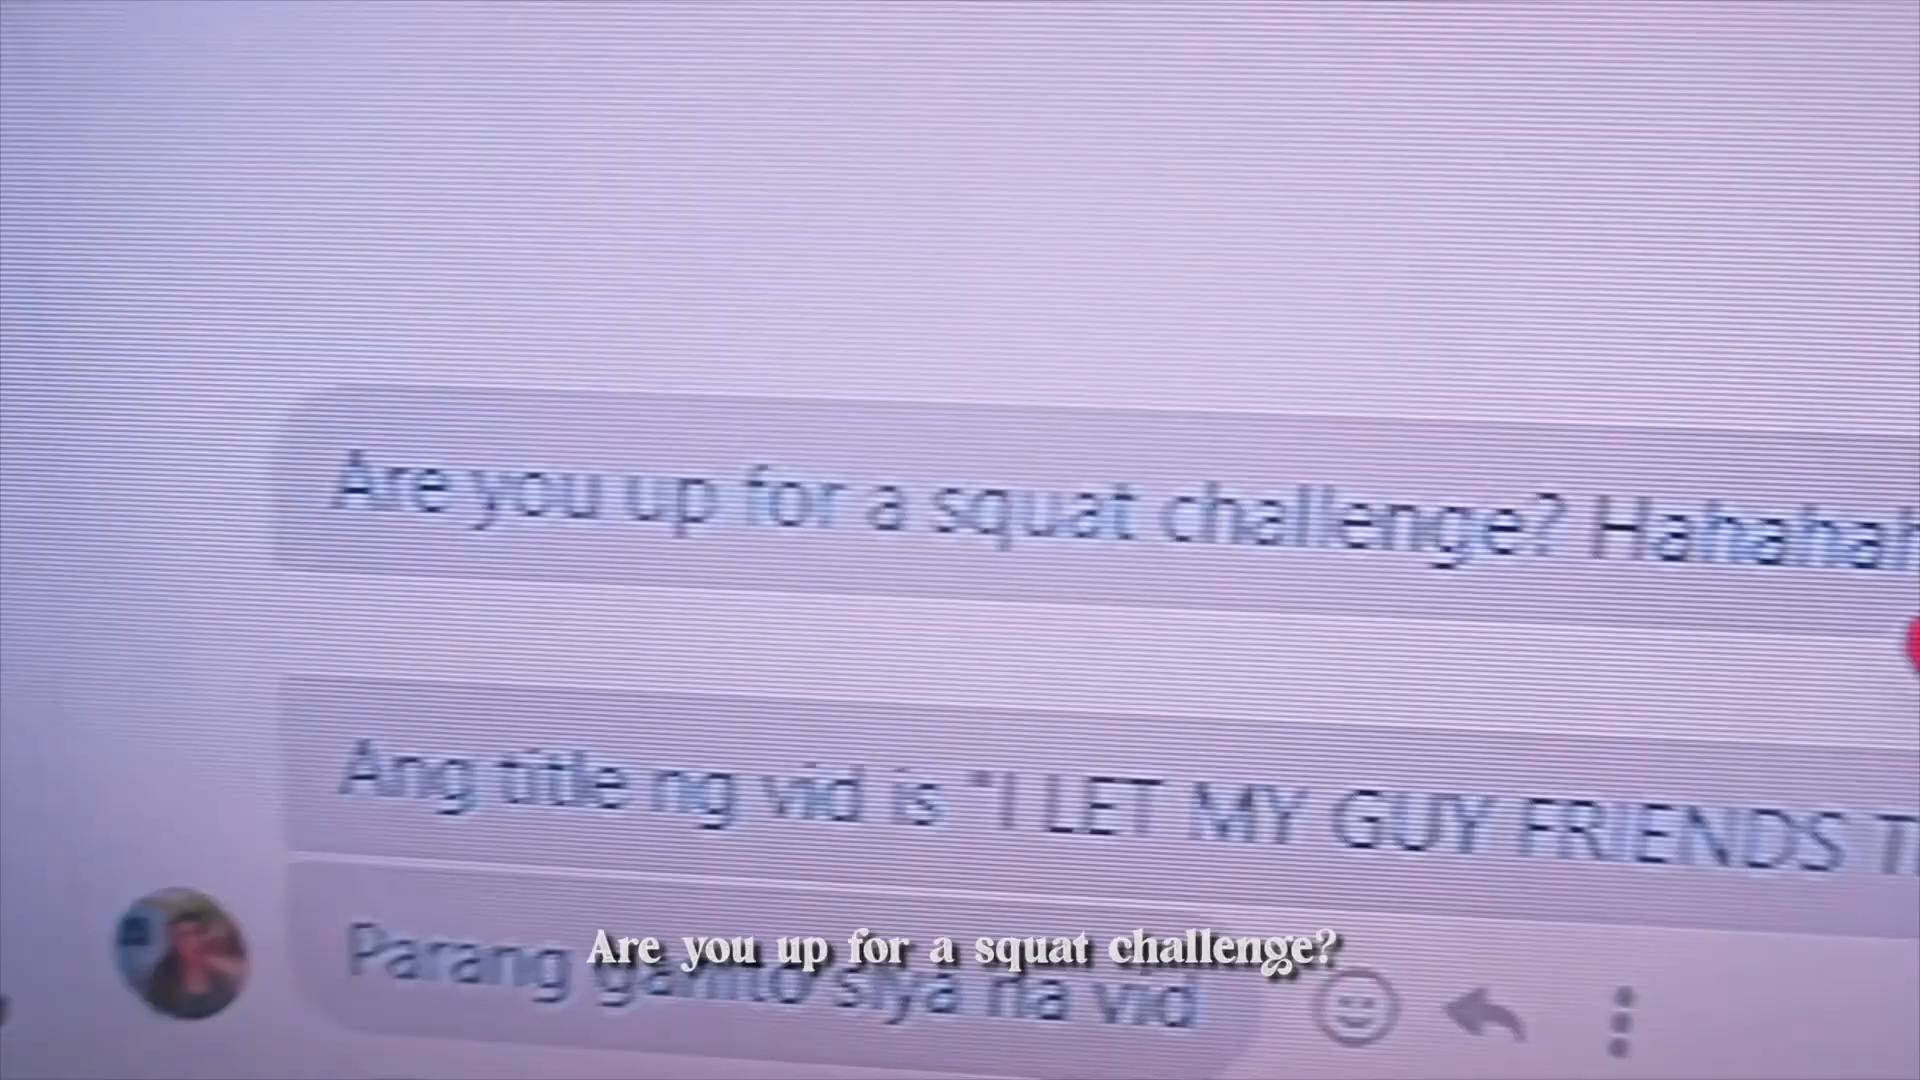 Are you up for a squat challenge? Hahahah
Ang title ng vid is "I LET MY GUY FRIENDS
Parang ganito siya na vid
Are you up for a squat challenge?